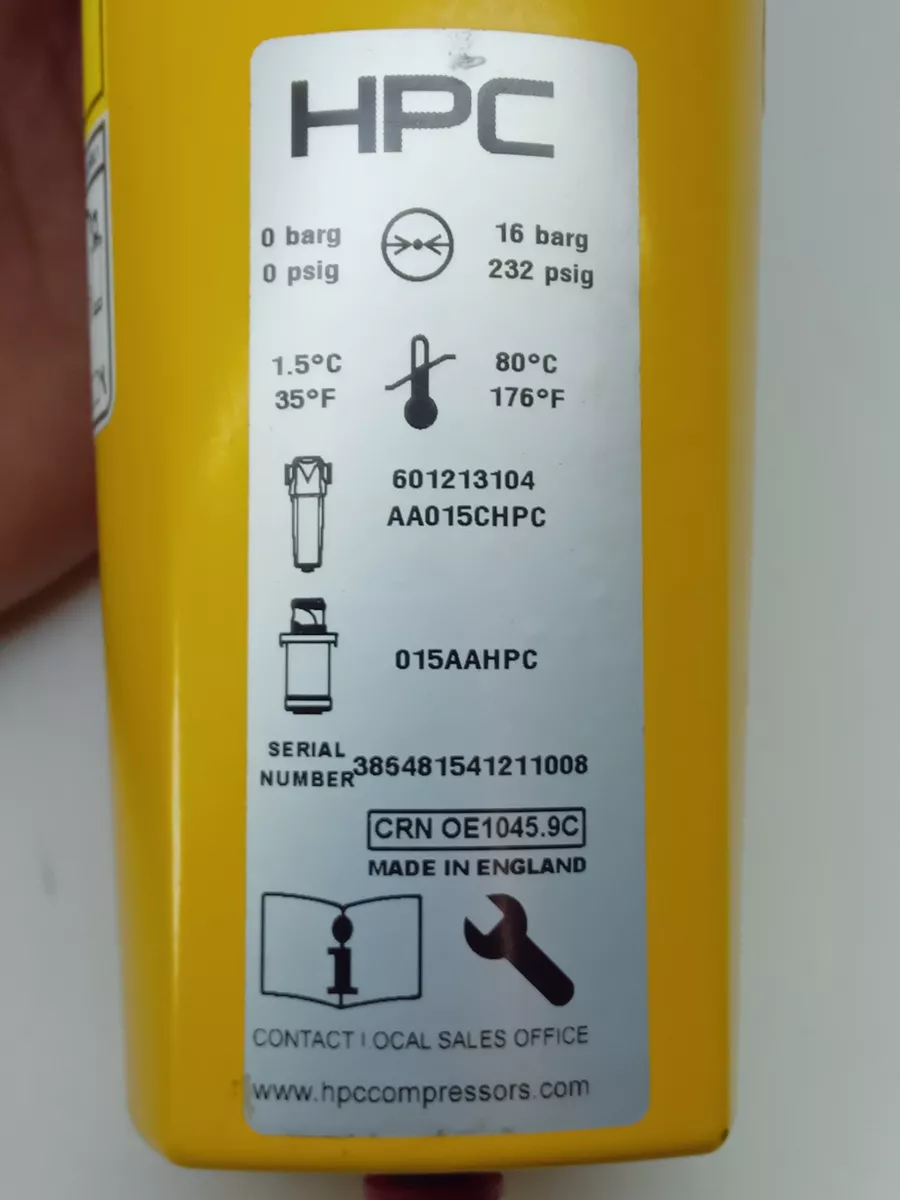 HPC
0 barg 16 barg
0 psig 232 psig
1.5°C 80°C
35°F 176°F
601213104
AA015CHPC
015AAHPC
SERIAL
NUMBER 386481541211008
CRN OE1045.9C
MADE IN ENGLAND
i
CONTACT LOCAL SALES OFFICE
www.hpccompressors.com